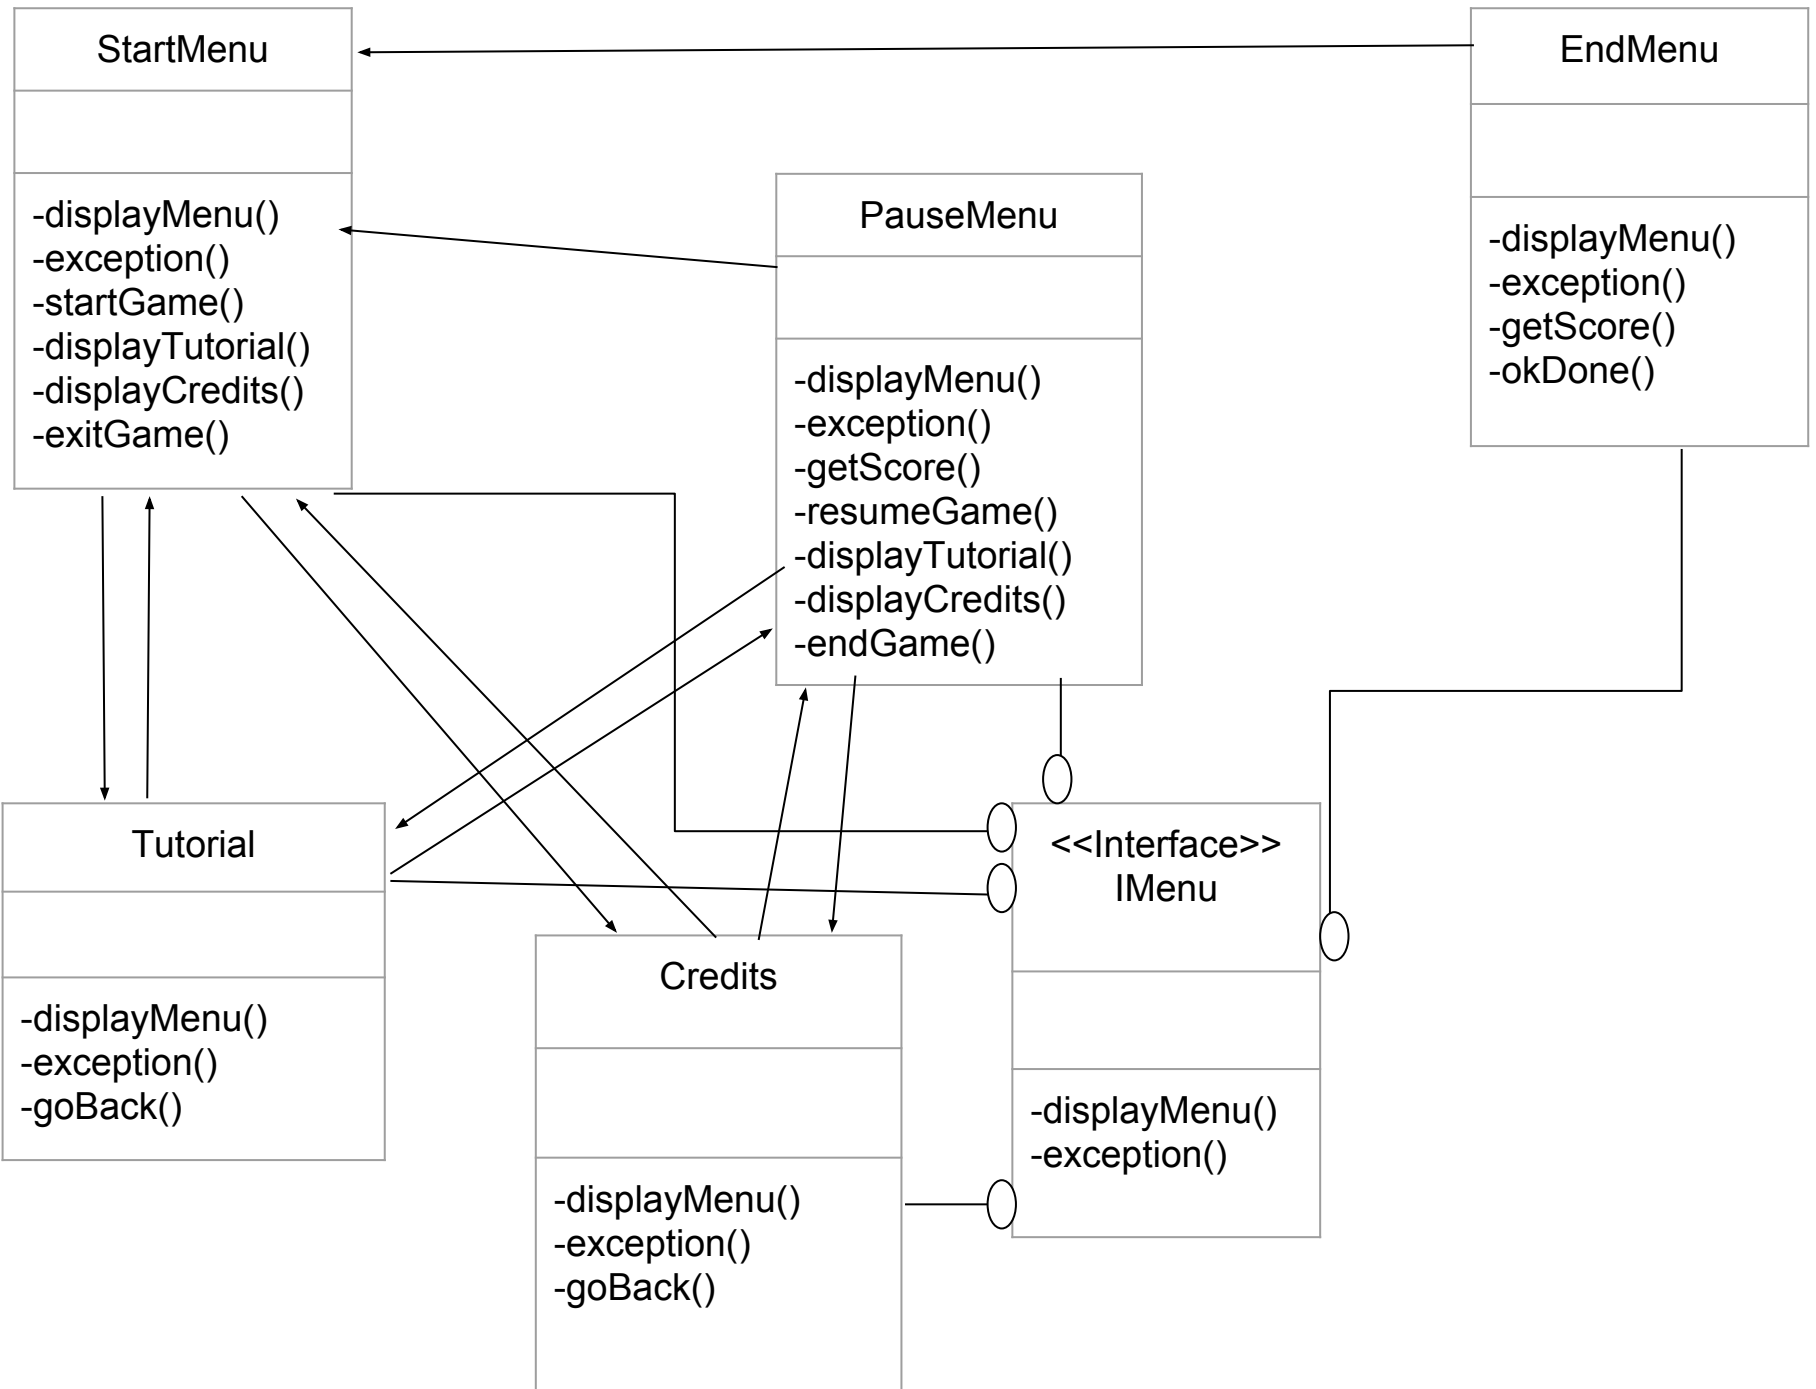 StartMenu
-displayMenu()
-exception()
-startGame()
-displayTutorial()
-displayCredits()
-exitGame()
EndMenu
-displayMenu()
-exception()
-getScore()
-okDone()
PauseMenu
-displayMenu()
-exception()
-getScore()
-resumeGame()
-displayTutorial()
-displayCredits()
-endGame()
Tutorial
-displayMenu()
-exception()
-goBack()
Credits
-displayMenu()
-exception()
-goBack()
<<Interface>>
IMenu
-displayMenu()
-exception()